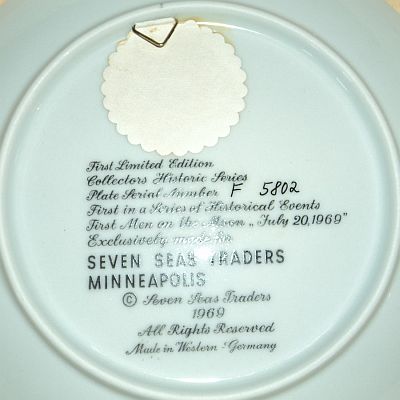 First Limited Edition
Collectors Historic Series
Plate Serial Number F 5802
First in a Series of Historical Events
First Men on the Moon „July 20,1969"
Exclusively made for
SEVEN SEAS TRADERS
MINNEAPOLIS
© Seven Seas Traders
1969
All Rights Reserved
Made in Western-Germany